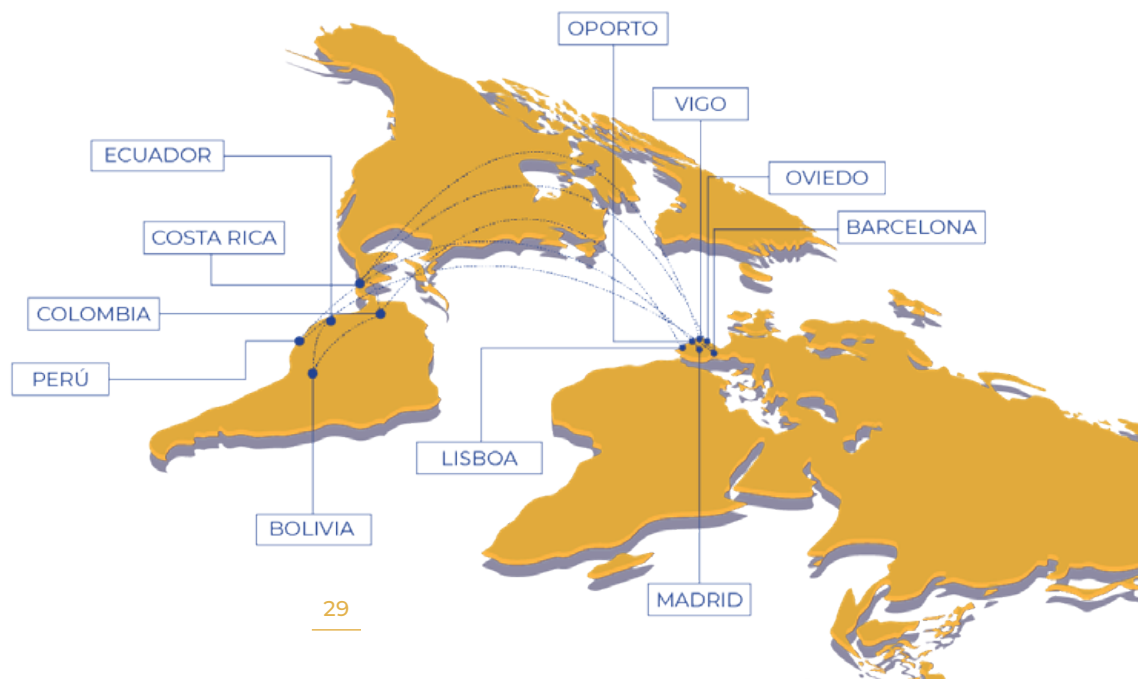 OPORTO
VIGO
ECUADOR
OVIEDO
COSTA RICA
BARCELONA
COLOMBIA
PERÚ
LISBOA
BOLIVIA
MADRID
29